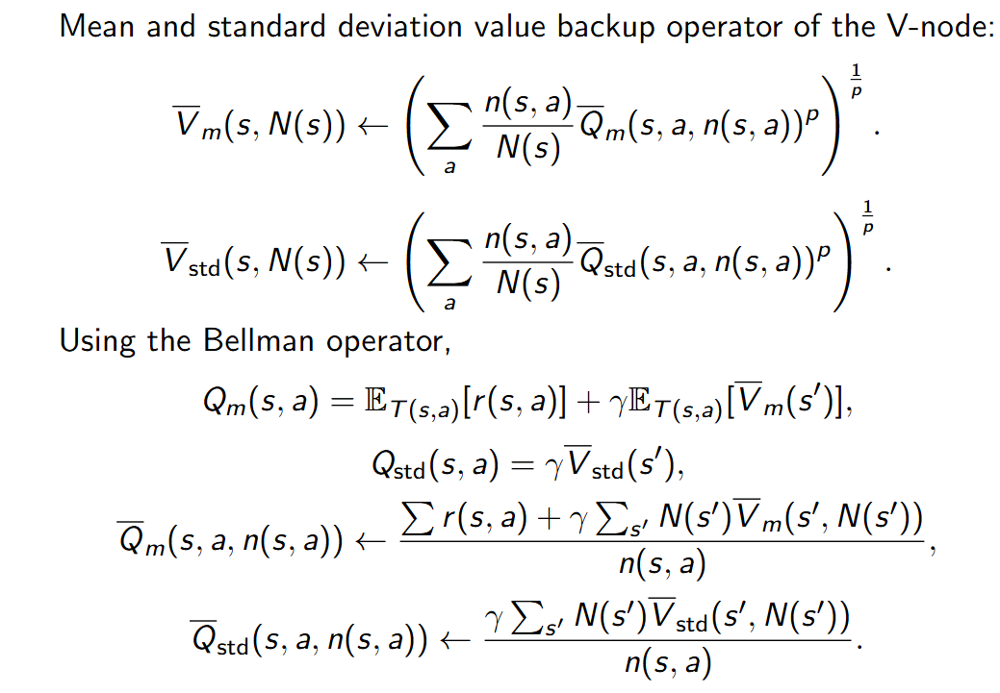 Mean and standard deviation value backup operator of the V-node:
$\overline{V}_m(s, N(s)) \leftarrow \left( \sum_a \frac{n(s, a)}{N(s)} \overline{Q}_m(s, a, n(s, a))^p \right)^{\frac{1}{p}}.$
$\overline{V}_{\text{std}}(s, N(s)) \leftarrow \left( \sum_a \frac{n(s, a)}{N(s)} \overline{Q}_{\text{std}}(s, a, n(s, a))^p \right)^{\frac{1}{p}}.$
Using the Bellman operator,
$Q_m(s, a) = \mathbb{E}_{T(s,a)}[r(s, a)] + \gamma \mathbb{E}_{T(s,a)}[\overline{V}_m(s')],$
$Q_{\text{std}}(s, a) = \gamma \overline{V}_{\text{std}}(s'),$
$\overline{Q}_m(s, a, n(s, a)) \leftarrow \frac{\sum r(s, a) + \gamma \sum_{s'} N(s') \overline{V}_m(s', N(s'))}{n(s, a)},$
$\overline{Q}_{\text{std}}(s, a, n(s, a)) \leftarrow \frac{\gamma \sum_{s'} N(s') \overline{V}_{\text{std}}(s', N(s'))}{n(s, a)}.$